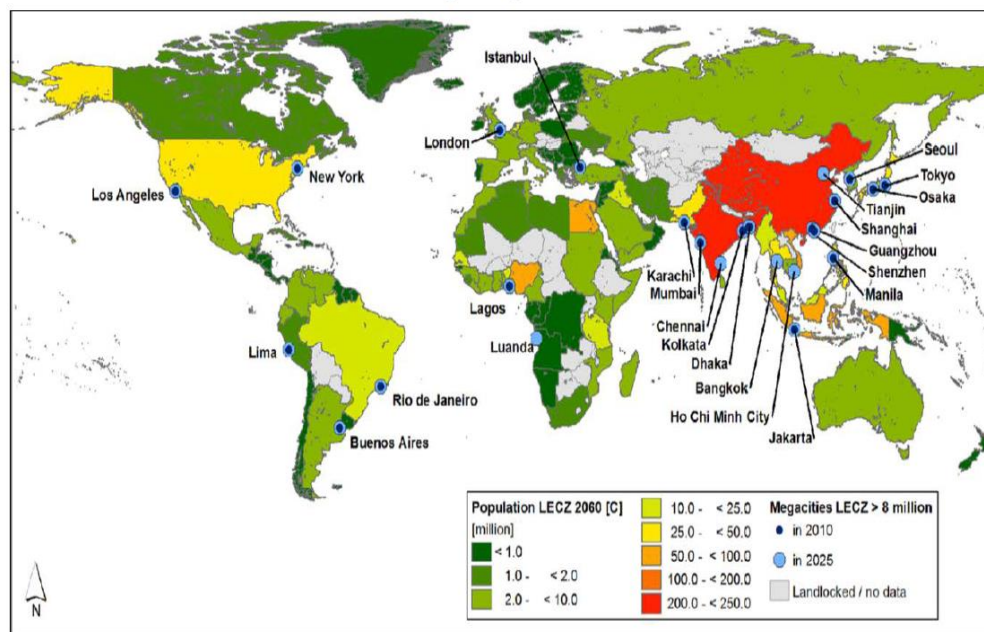 Istanbul
London
Seoul
New York
Tokyo
Los Angeles
Osaka
Tianjin
Shanghai
Guangzhou
Karachi
Shenzhen
Mumbai
Manila
Lagos
Chennai
Kolkata
Luanda
Lima
Dhaka
Bangkok
Rio de Janeiro
Ho Chi Minh City
Buenos Aires
Jakarta
Population LECZ 2060 [C]
[million]
< 1.0
1.0 - < 2.0
2.0 - < 10.0
10.0 - < 25.0
25.0 - < 50.0
50.0 - < 100.0
100.0 - < 200.0
200.0 - < 250.0
Megacities LECZ > 8 million
in 2010
in 2025
Landlocked / no data
N